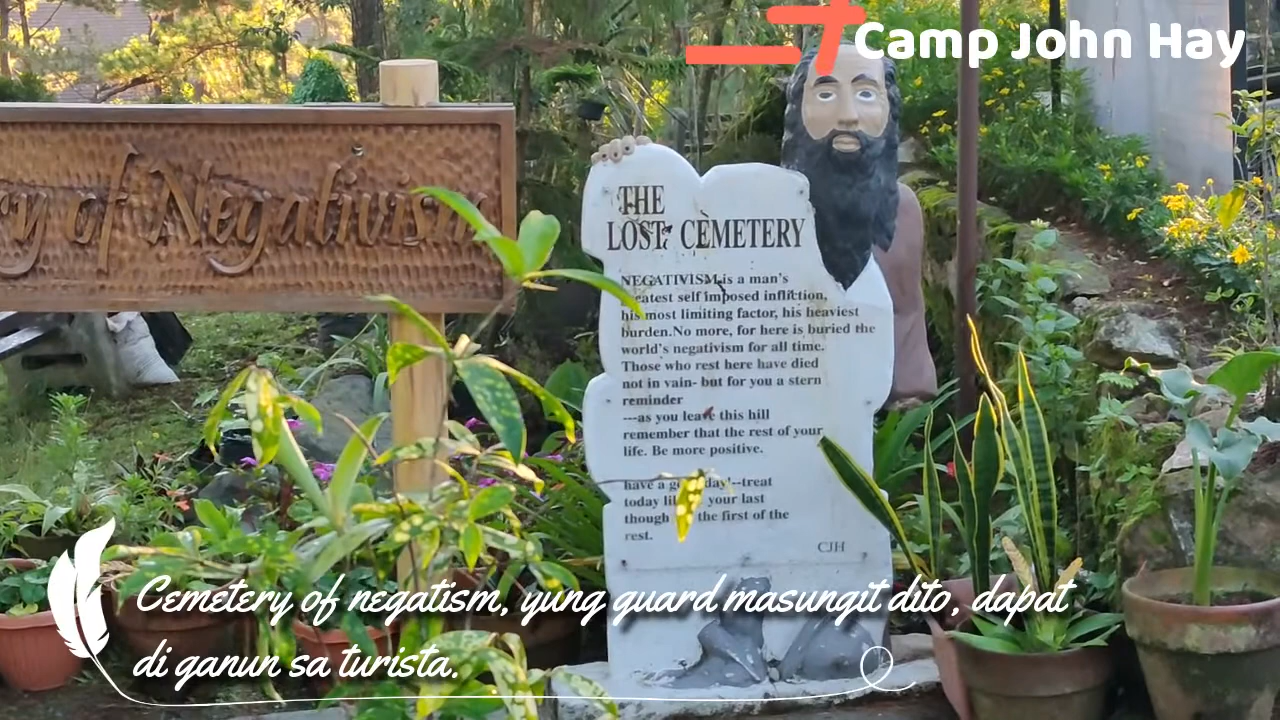 Camp John Hay
ry of Negativism
THE
LOST CEMETERY
NEGATIVISM is a man's
eatest self imposed infliction,
his most limiting factor, his heaviest
burden.No more, for here is buried the
world's negativism for all time.
Those who rest here have died
not in vain- but for you a stern
reminder
---as you leave this hill
remember that the rest of your
life. Be more positive.
have a day!--treat
today your last
though the first of the
rest.
CJH
Cemetery of negatism, yung guard masungit dito, dapat
di ganun sa turista.